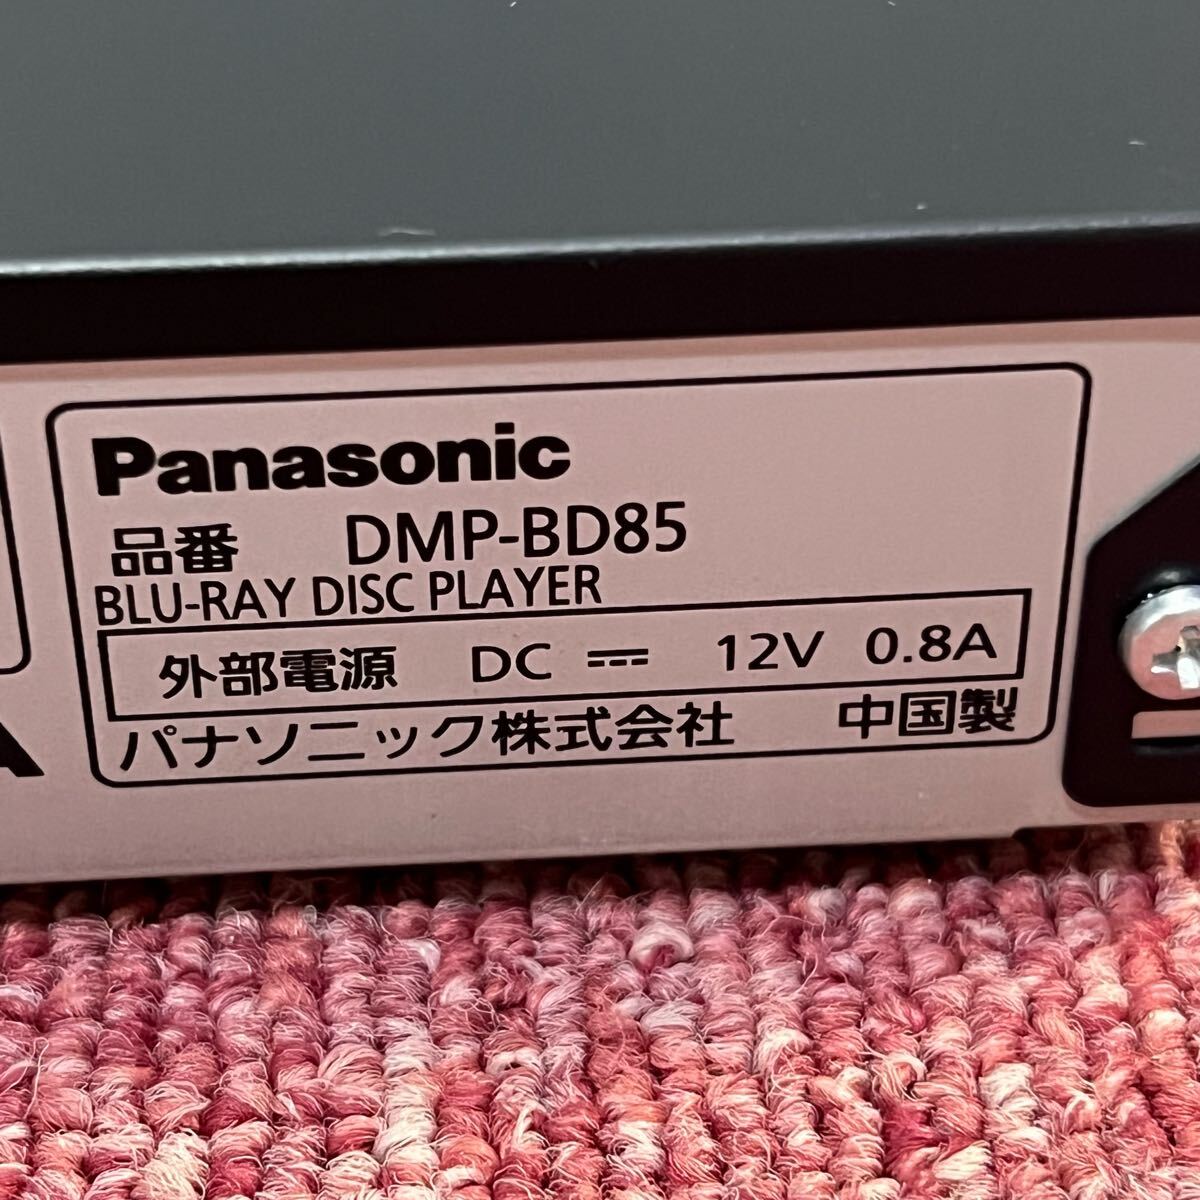 Panasonic
品番 DMP-BD85
BLU-RAY DISC PLAYER
外部電源 DC ⎓ 12V 0.8A
パナソニック株式会社 中国製
A